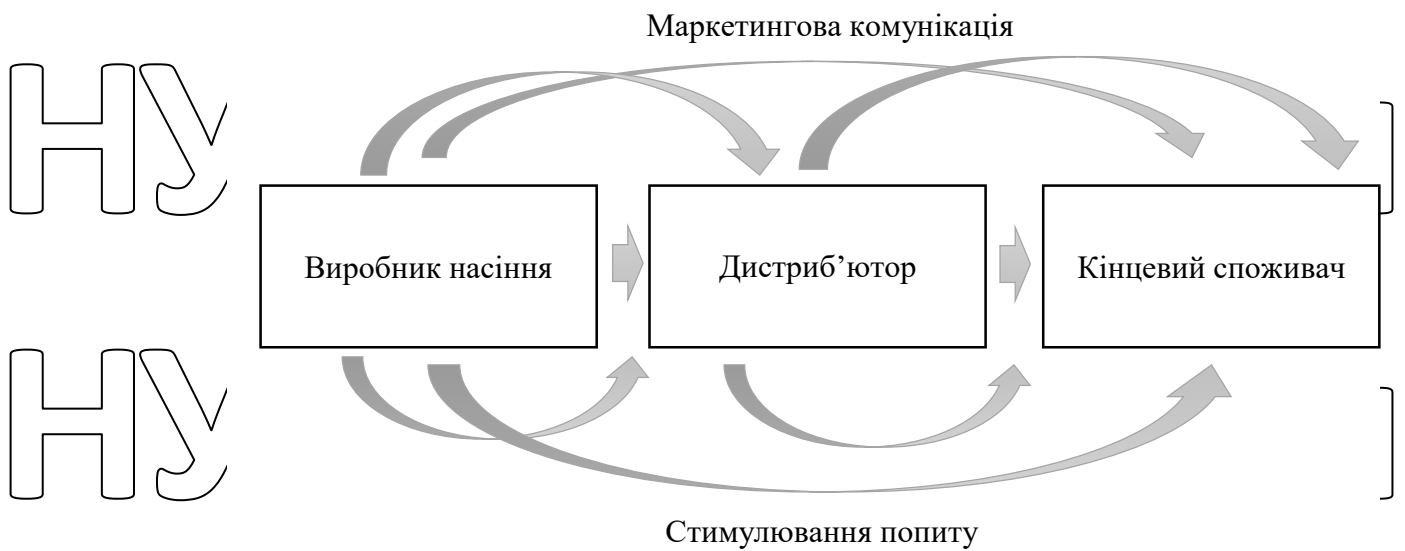 Маркетингова комунікація
НУ
Виробник насіння
Дистриб’ютор
Кінцевий споживач
НУ
Стимулювання попиту